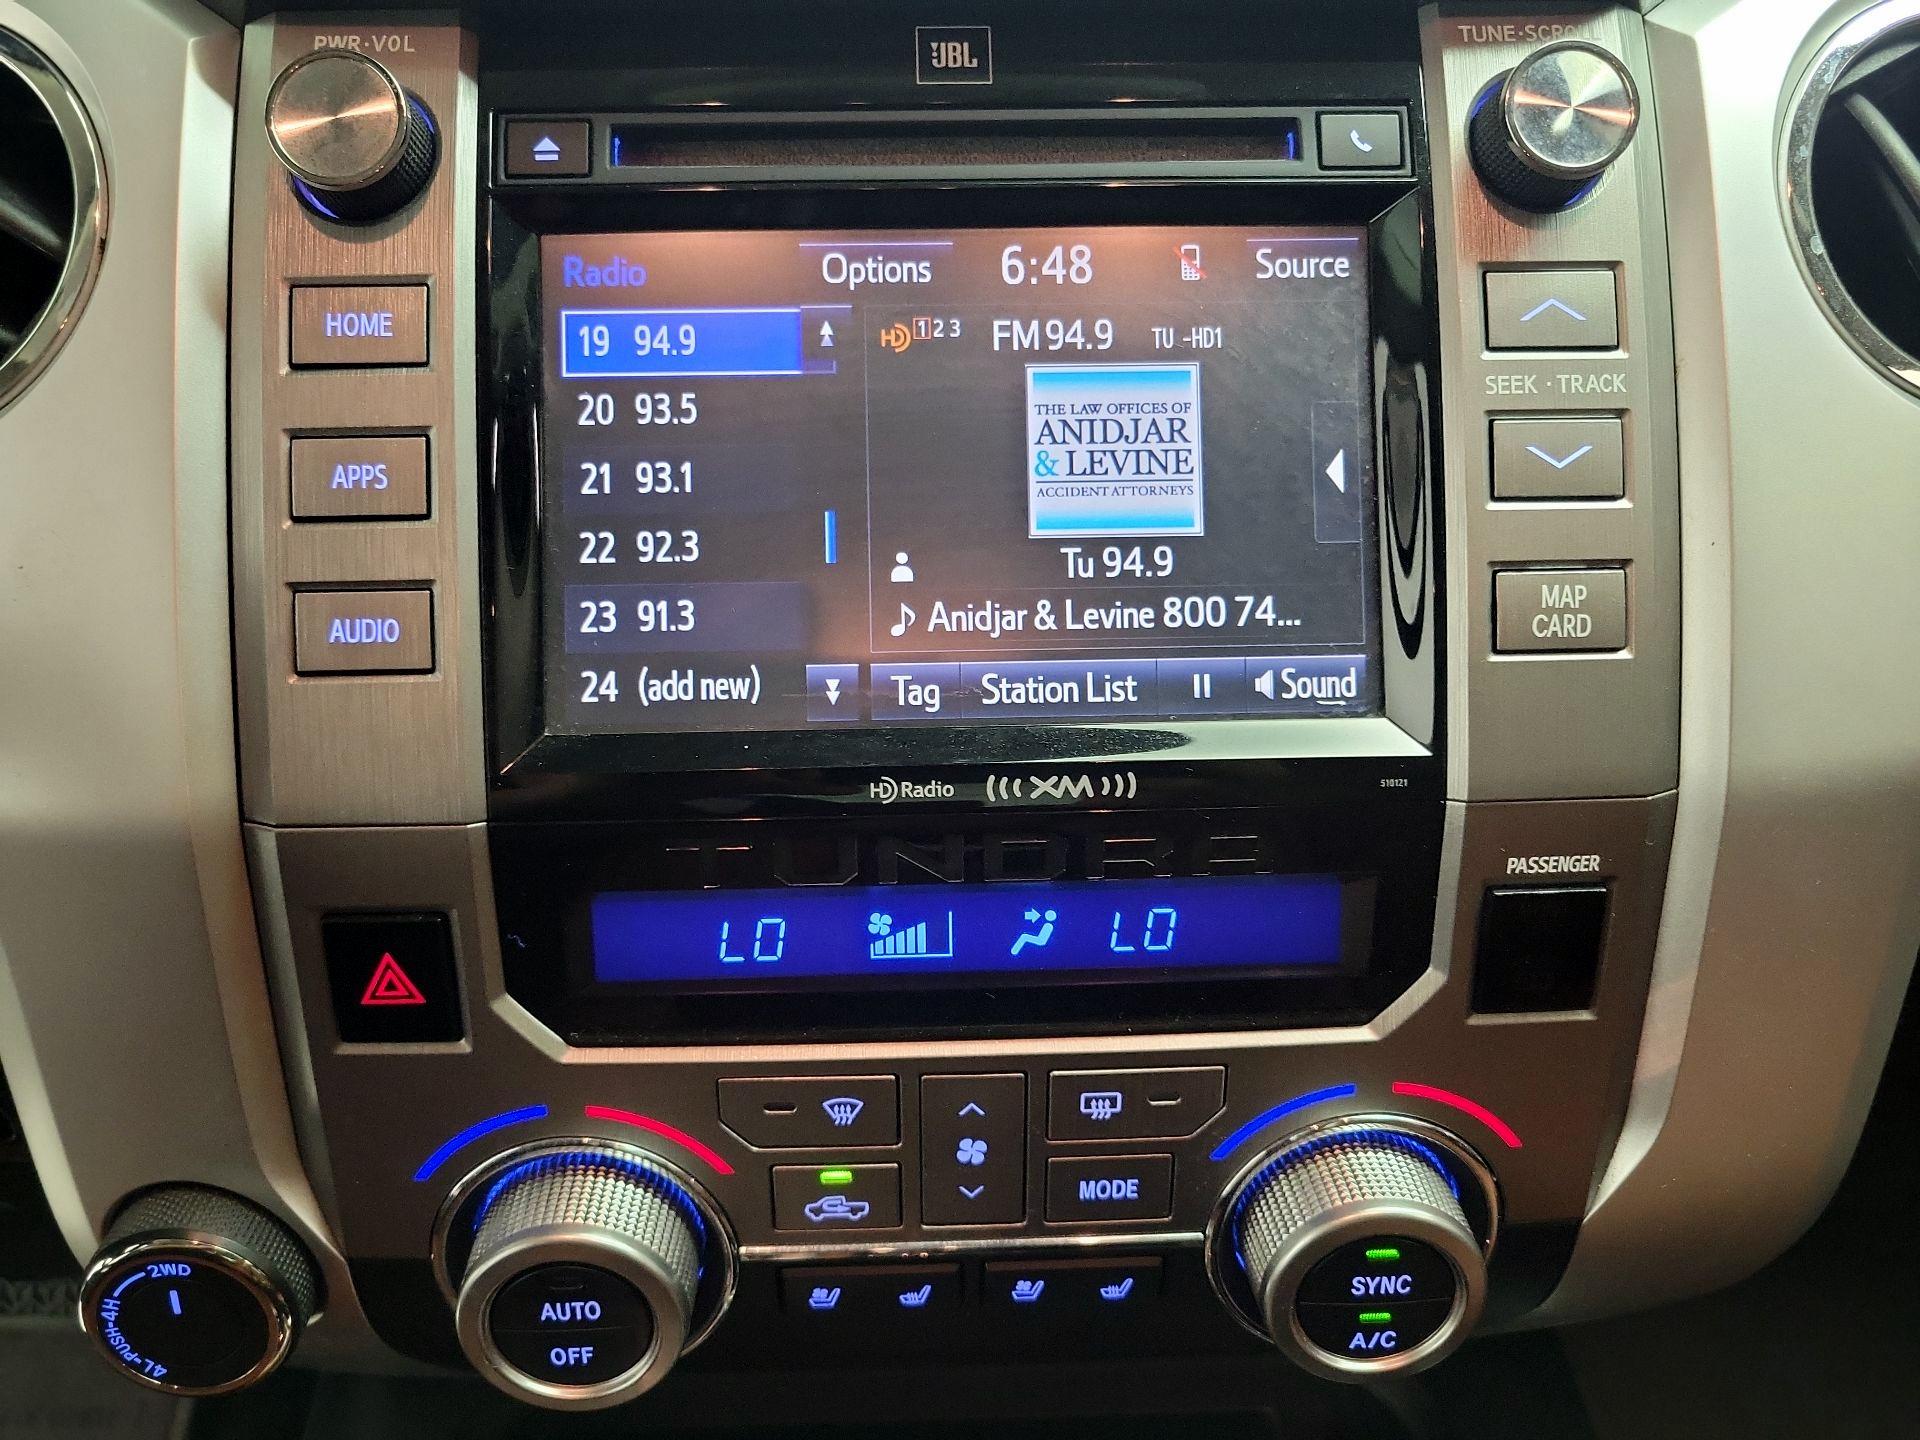 PWR·VOL
JBL
TUNE·SCROLL
Radio
Options
6:48
Source
HOME
APPS
AUDIO
19 94.9
20 93.5
21 93.1
22 92.3
23 91.3
24 (add new)
HD 1 2 3
FM 94.9
TU -HD1
THE LAW OFFICES OF
ANIDJAR
& LEVINE
ACCIDENT ATTORNEYS
Tu 94.9
Anidjar & Levine 800 74...
Tag
Station List
Sound
SEEK · TRACK
MAP
CARD
HD Radio
XM
510121
TUNDRA
PASSENGER
LO
LO
MODE
2WD
4H
4L-PUSH
AUTO
OFF
SYNC
A/C